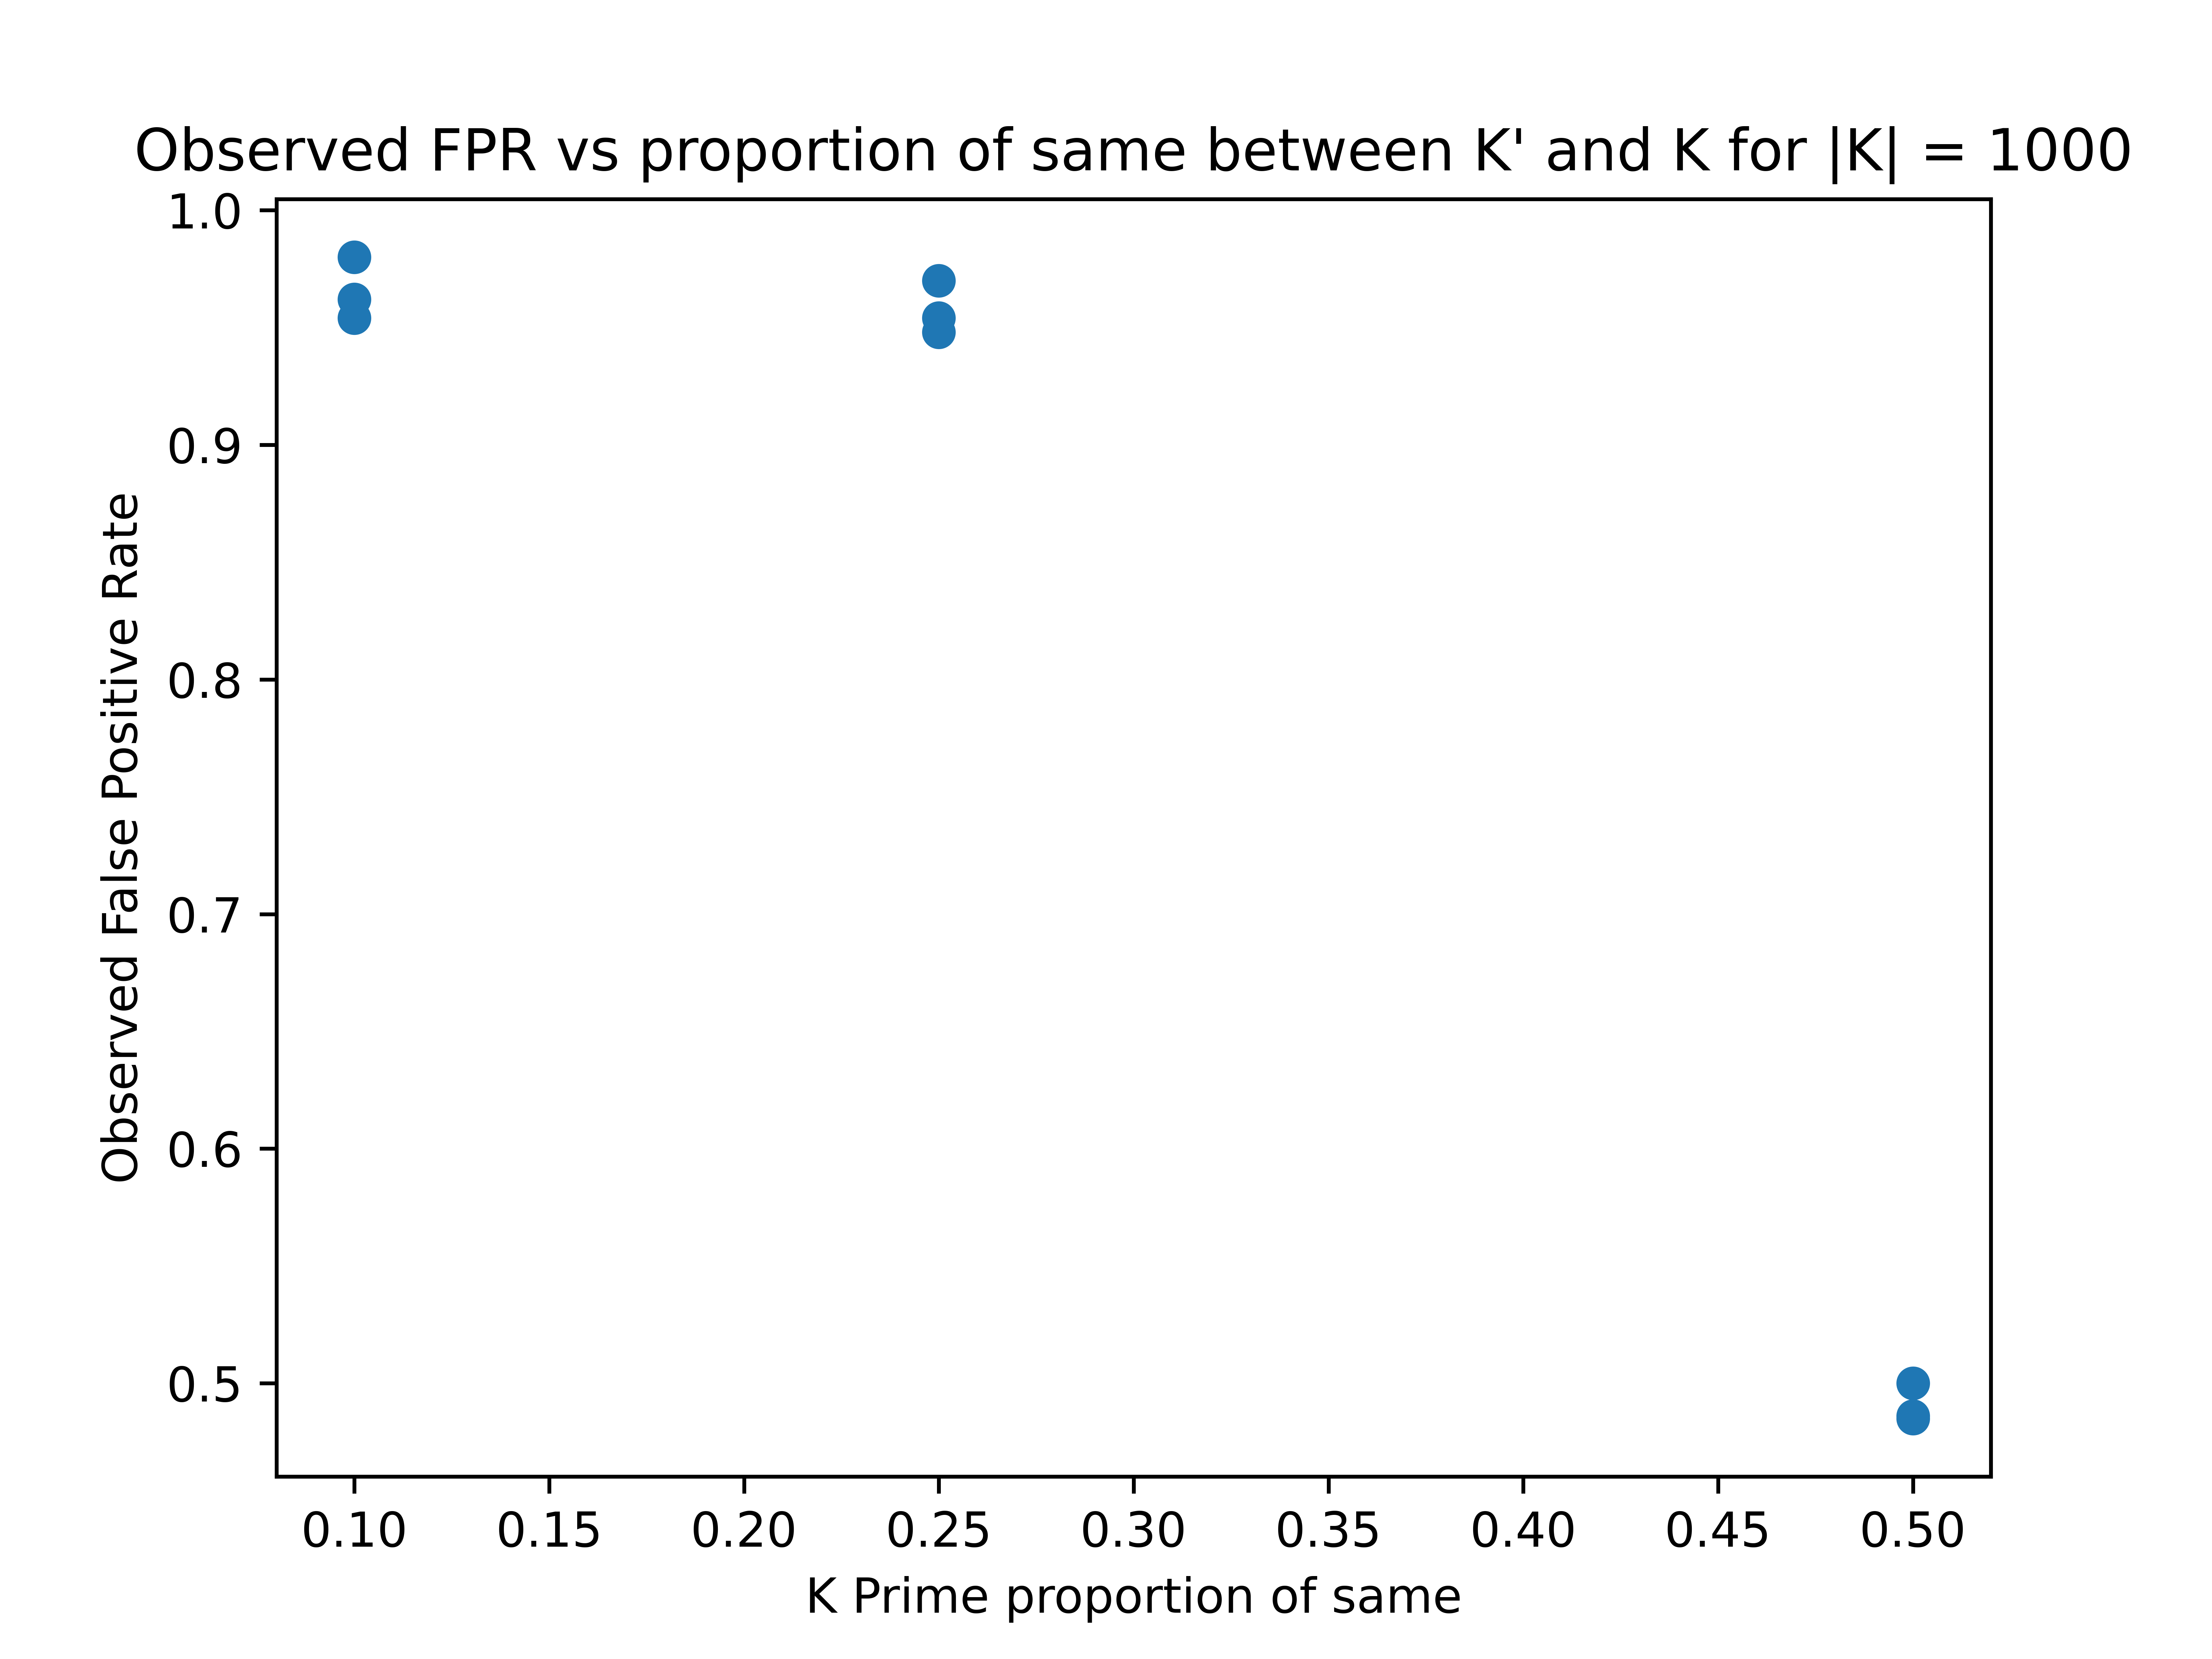 Observed FPR vs proportion of same between K' and K for |K| = 1000
1.0
0.9
0.8
0.7
0.6
0.5
Observed False Positive Rate
0.10 0.15 0.20 0.25 0.30 0.35 0.40 0.45 0.50
K Prime proportion of same